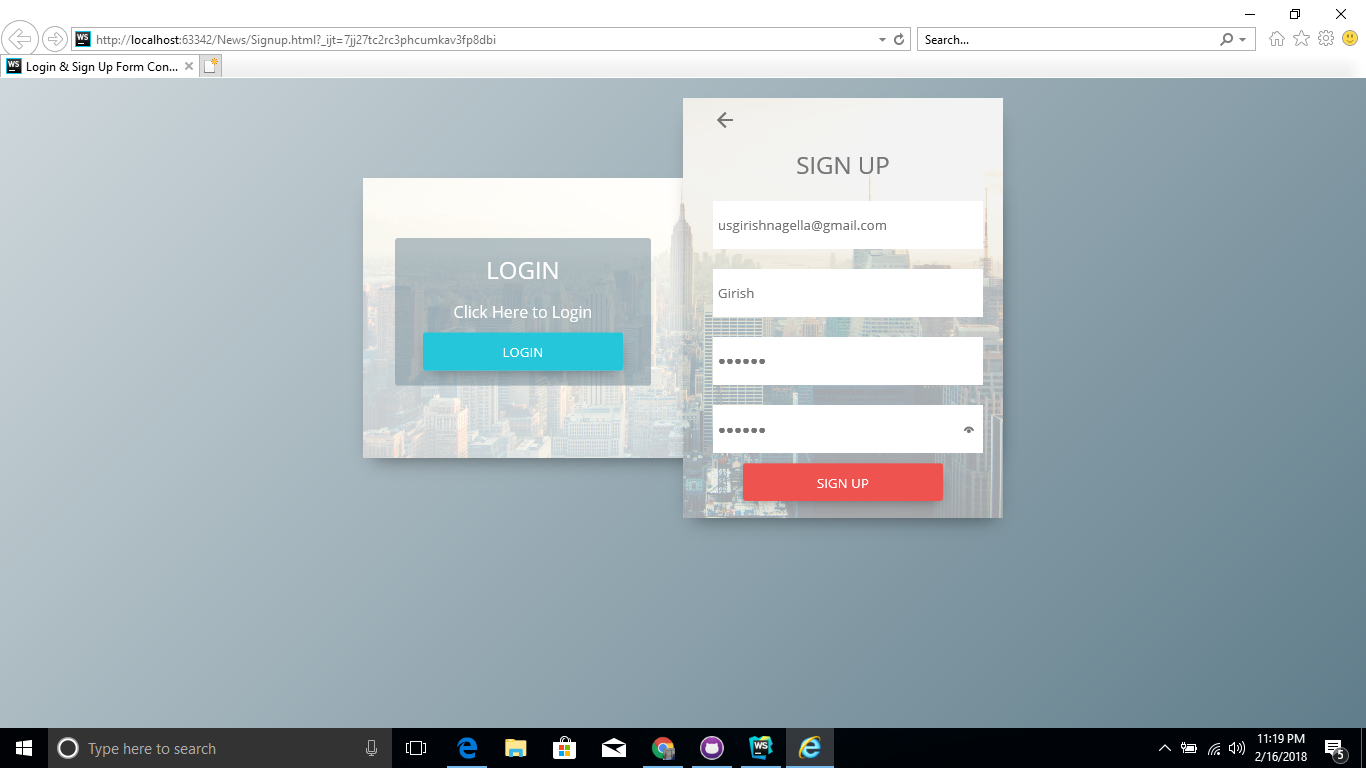 http://localhost:63342/News/Signup.html?_ijt=7jj27tc2rc3phcumkav3fp8dbi
Search...
WS
Login & Sign Up Form Con...
SIGN UP
usgirishnagella@gmail.com
Girish
LOGIN
Click Here to Login
LOGIN
SIGN UP
Type here to search
WS
11:19 PM
2/16/2018
5